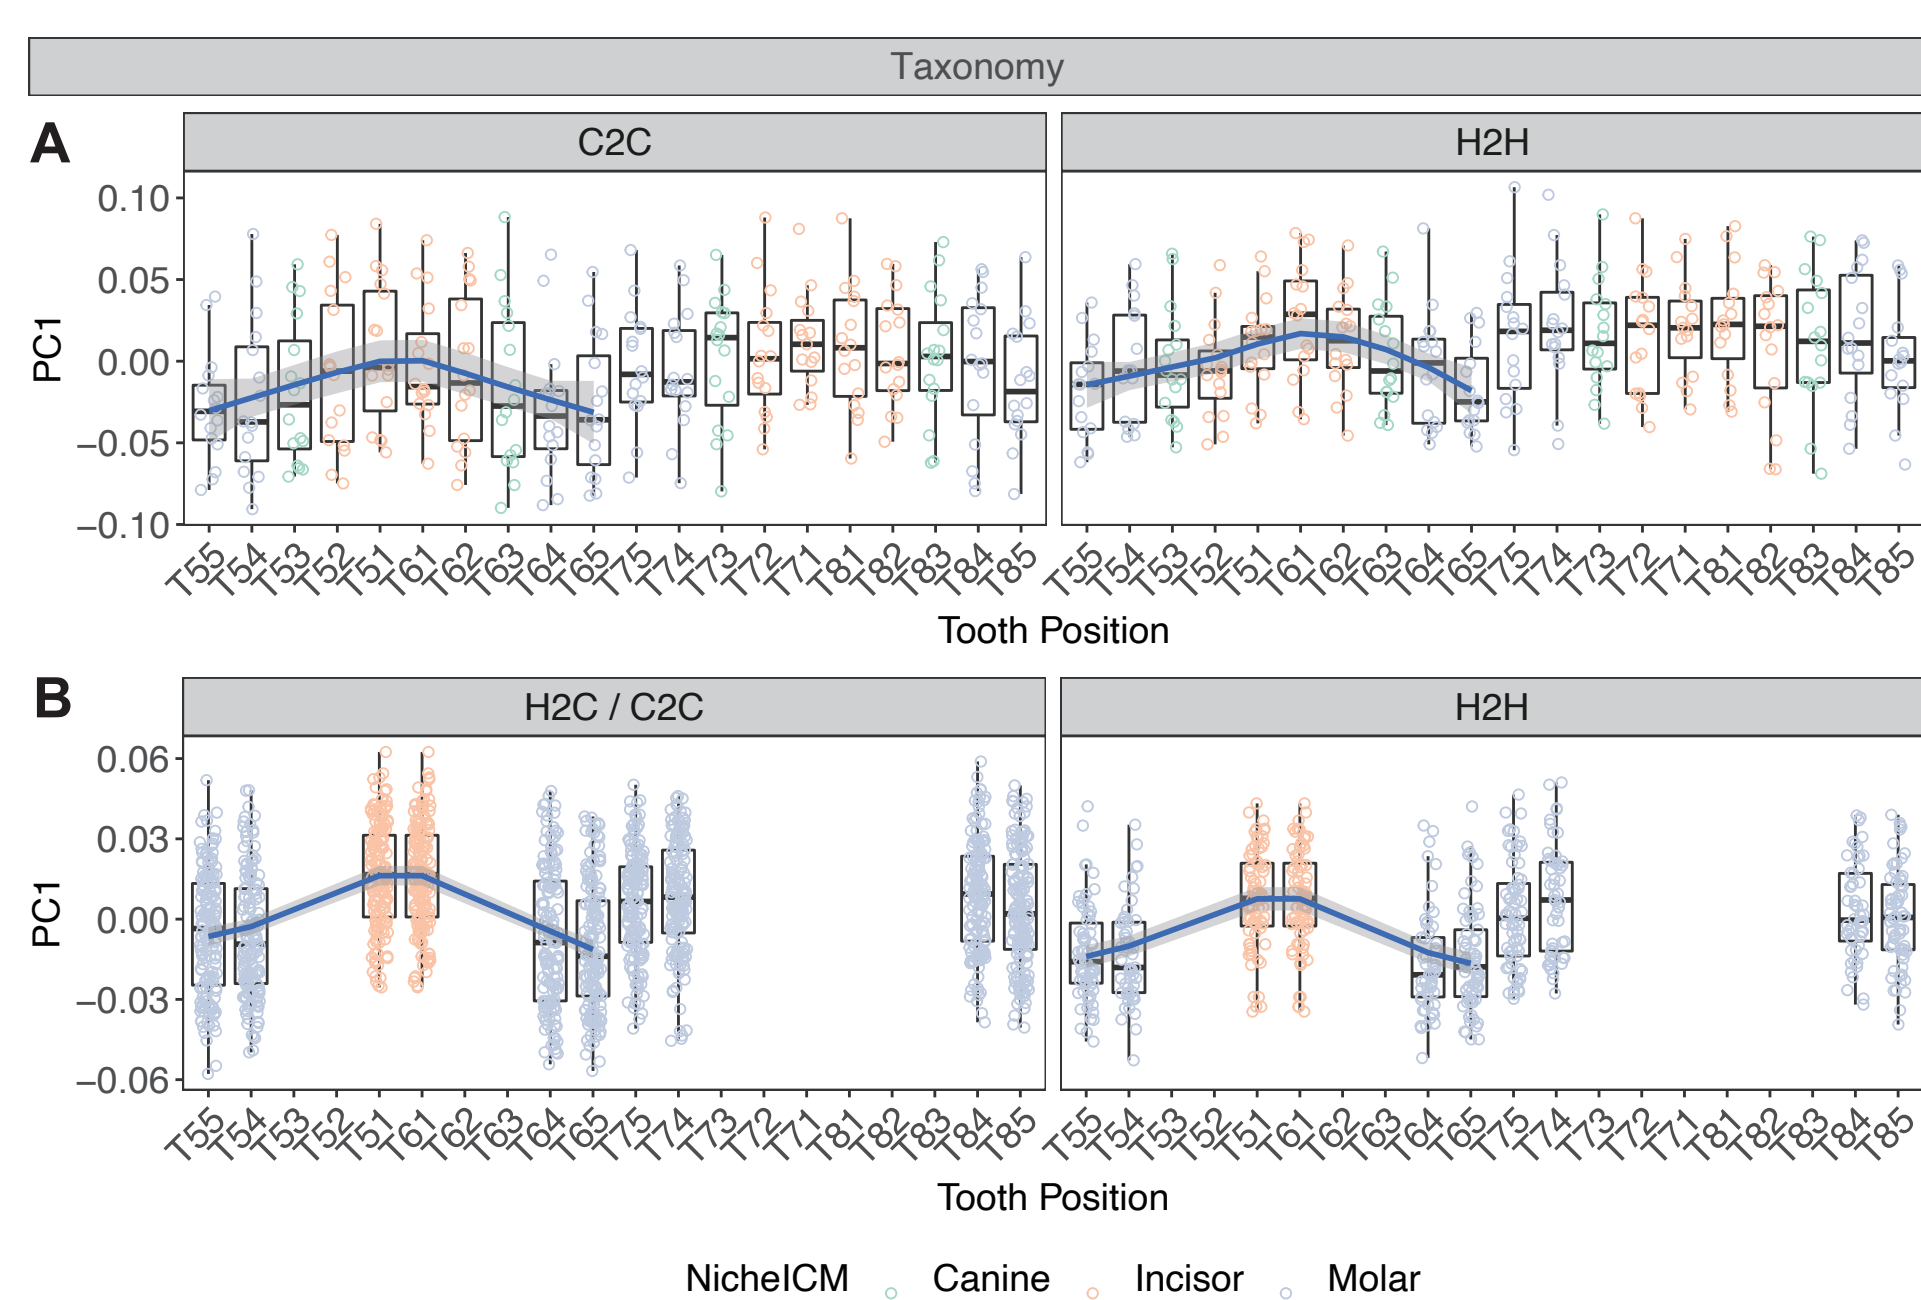 Taxonomy
A
C2C
H2H
PC1
0.10
0.05
0.00
−0.05
−0.10
T55 T54 T53 T52 T51 T61 T62 T63 T64 T65 T75 T74 T73 T72 T71 T81 T82 T83 T84 T85
T55 T54 T53 T52 T51 T61 T62 T63 T64 T65 T75 T74 T73 T72 T71 T81 T82 T83 T84 T85
Tooth Position
B
H2C / C2C
H2H
PC1
0.06
0.03
0.00
−0.03
−0.06
T55 T54 T53 T52 T51 T61 T62 T63 T64 T65 T75 T74 T73 T72 T71 T81 T82 T83 T84 T85
T55 T54 T53 T52 T51 T61 T62 T63 T64 T65 T75 T74 T73 T72 T71 T81 T82 T83 T84 T85
Tooth Position
NicheICM Canine Incisor Molar